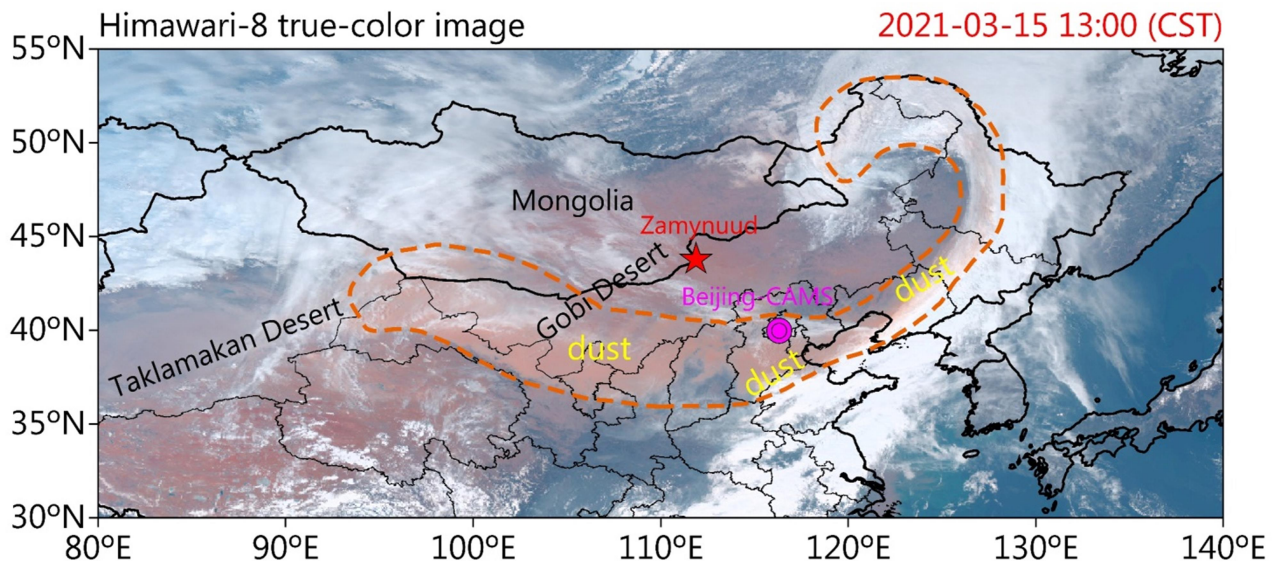 Himawari-8 true-color image
2021-03-15 13:00 (CST)
55°N
50°N
Mongolia
Zamynuud
45°N
Gobi Desert
dust
Beijing-CAMS
40°N
Taklamakan Desert
dust
dust
35°N
30°N
80°E
90°E
100°E
110°E
120°E
130°E
140°E